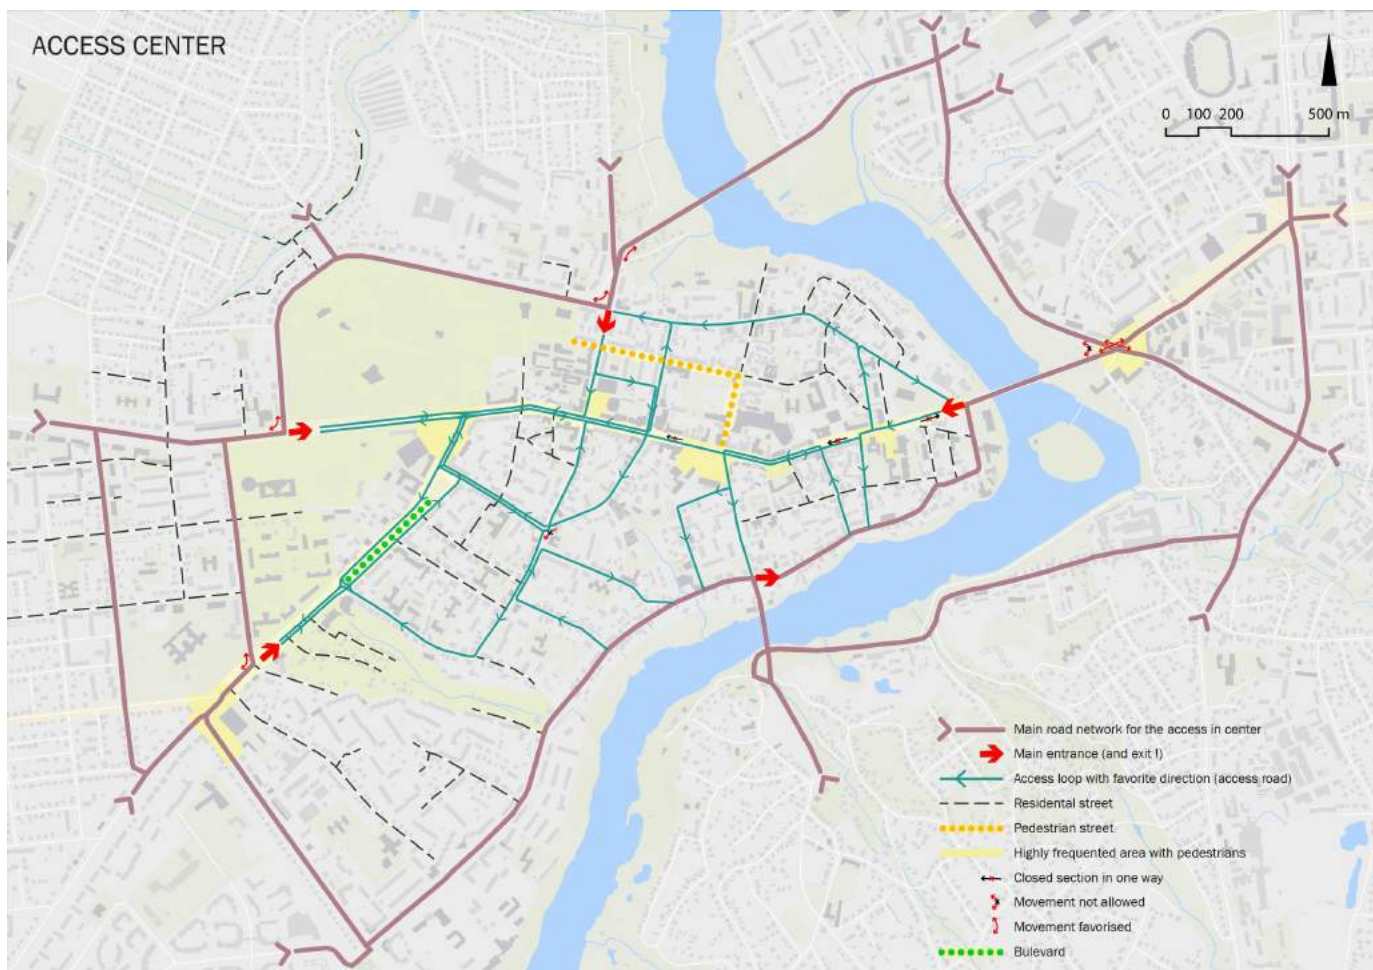 ACCESS CENTER
0 100 200 500 m
Main road network for the access in center
Main entrance (and exit !)
Access loop with favorite direction (access road)
Residental street
Pedestrian street
Highly frequented area with pedestrians
Closed section in one way
Movement not allowed
Movement favorised
Bulevard